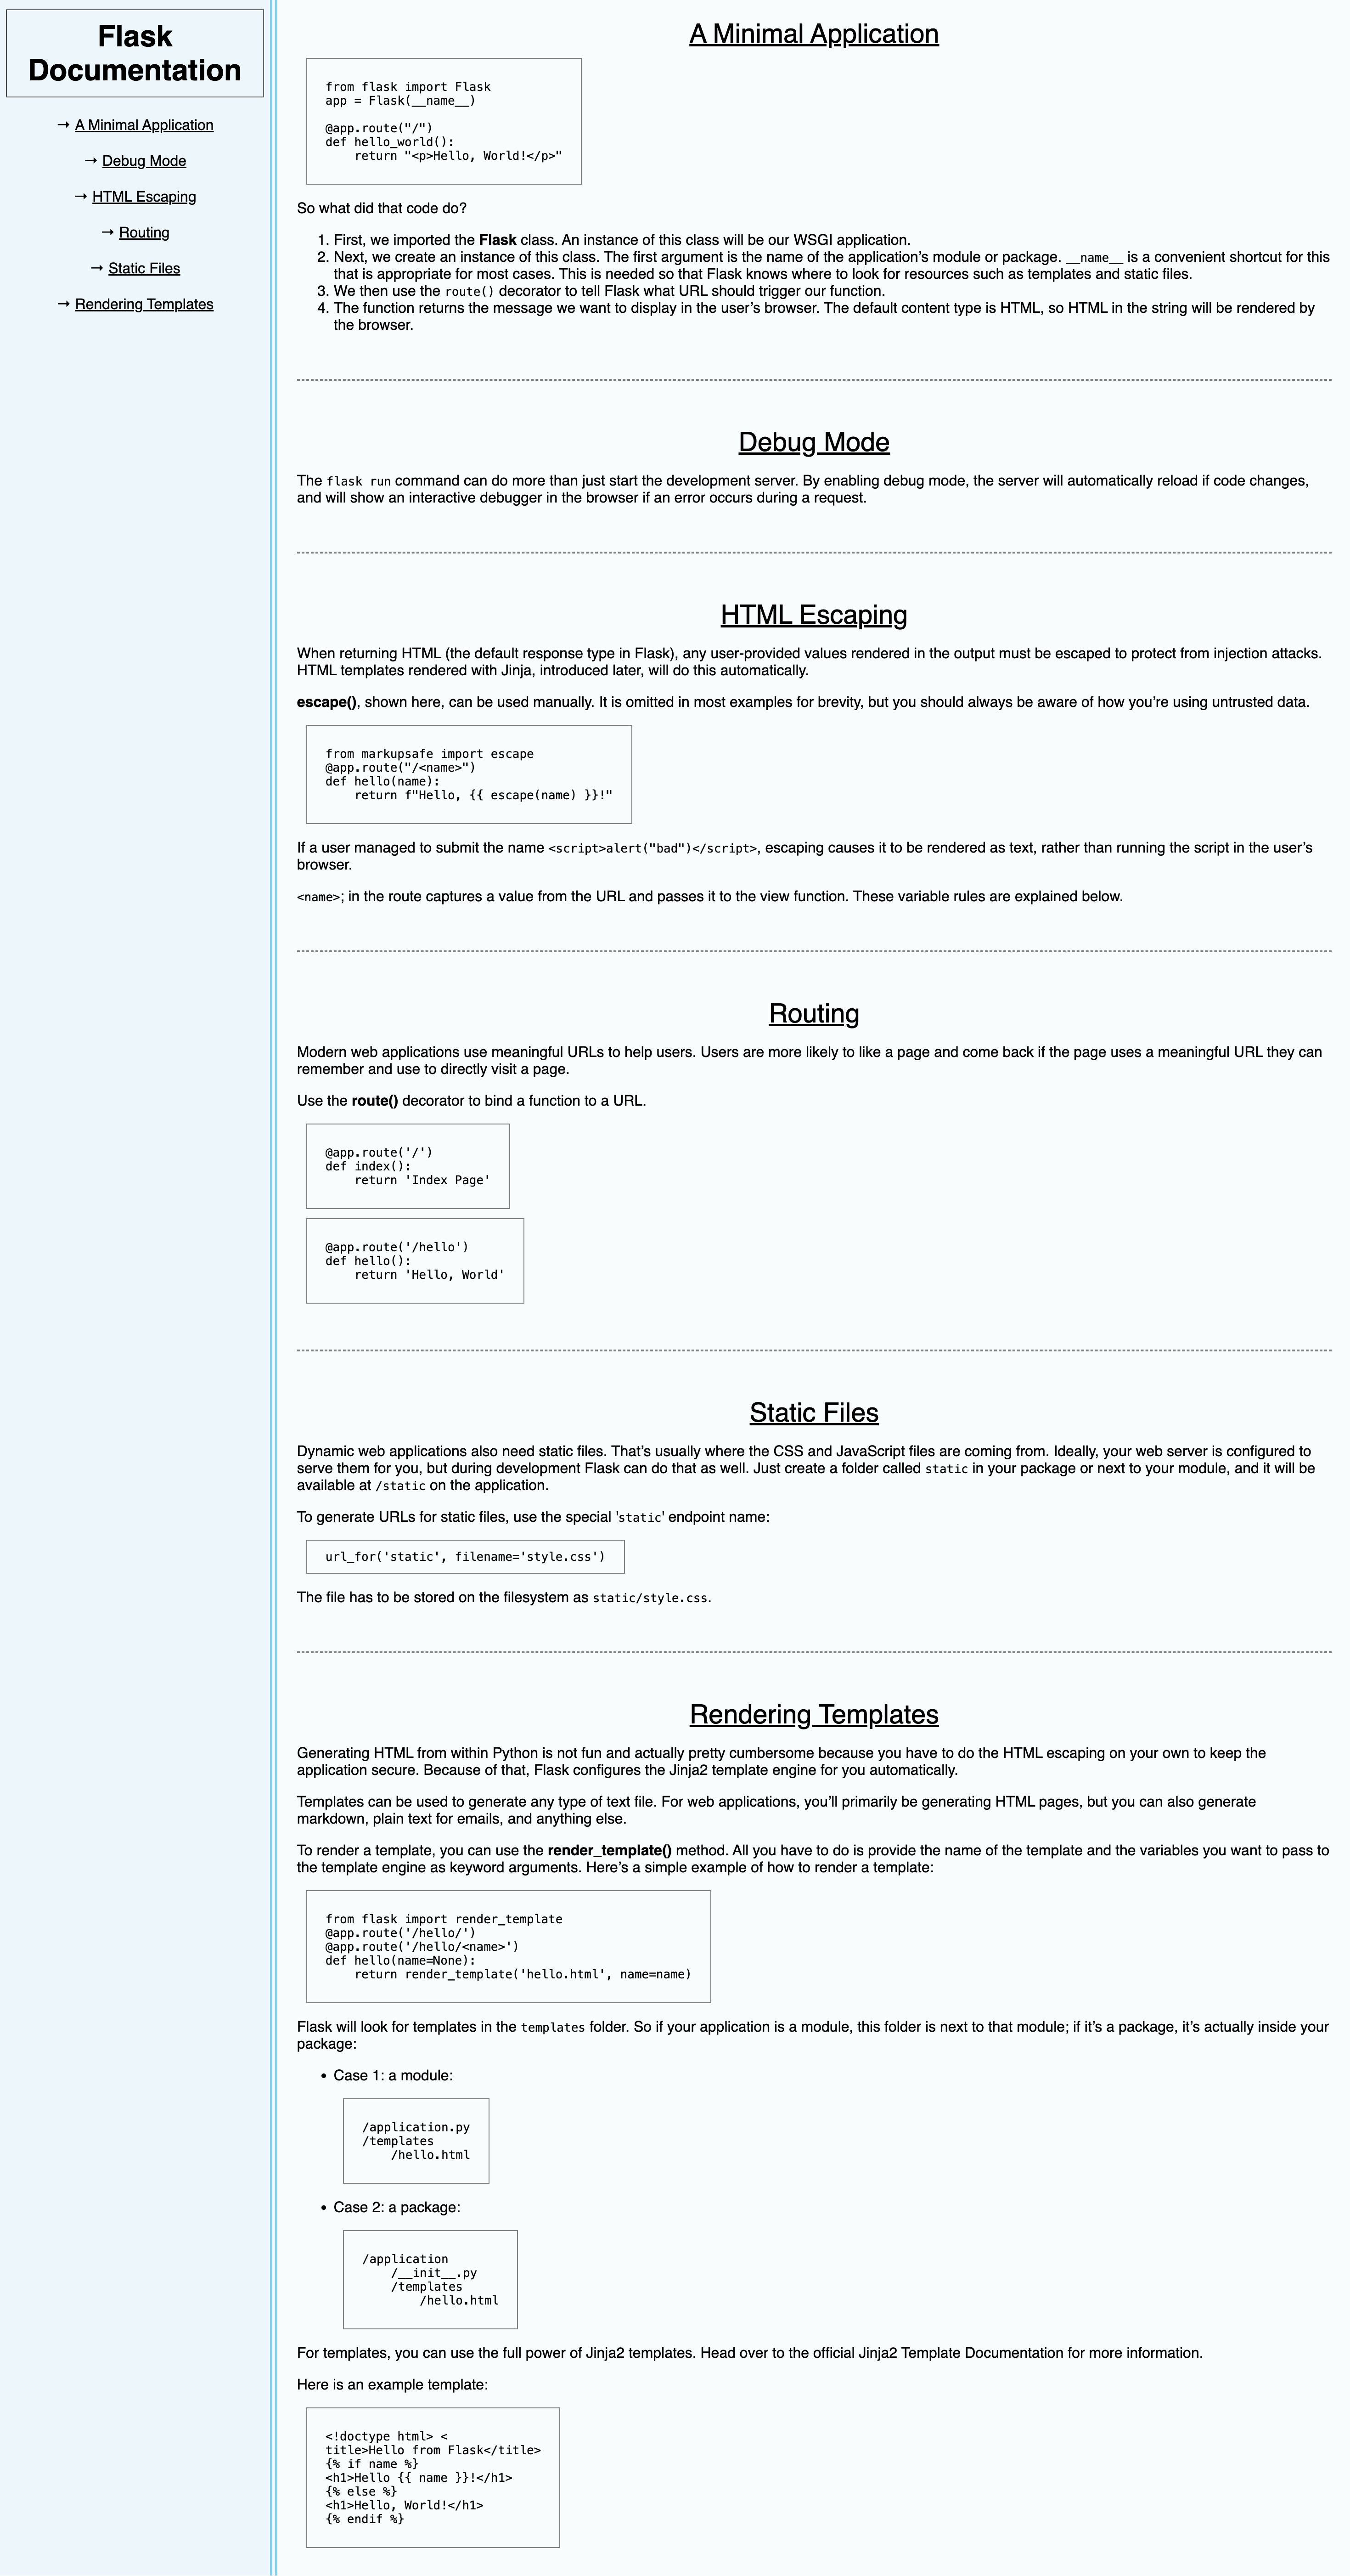 Flask
Documentation
→ A Minimal Application
→ Debug Mode
→ HTML Escaping
→ Routing
→ Static Files
→ Rendering Templates
A Minimal Application
from flask import Flask
app = Flask(__name__)
@app.route("/")
def hello_world():
    return "<p>Hello, World!</p>"
So what did that code do?
1. First, we imported the Flask class. An instance of this class will be our WSGI application.
2. Next, we create an instance of this class. The first argument is the name of the application’s module or package. __name__ is a convenient shortcut for this
that is appropriate for most cases. This is needed so that Flask knows where to look for resources such as templates and static files.
3. We then use the route() decorator to tell Flask what URL should trigger our function.
4. The function returns the message we want to display in the user’s browser. The default content type is HTML, so HTML in the string will be rendered by
the browser.
Debug Mode
The flask run command can do more than just start the development server. By enabling debug mode, the server will automatically reload if code changes,
and will show an interactive debugger in the browser if an error occurs during a request.
HTML Escaping
When returning HTML (the default response type in Flask), any user-provided values rendered in the output must be escaped to protect from injection attacks.
HTML templates rendered with Jinja, introduced later, will do this automatically.
escape(), shown here, can be used manually. It is omitted in most examples for brevity, but you should always be aware of how you’re using untrusted data.
from markupsafe import escape
@app.route("/<name>")
def hello(name):
    return f"Hello, {{ escape(name) }}!"
If a user managed to submit the name <script>alert("bad")</script>, escaping causes it to be rendered as text, rather than running the script in the user’s
browser.
<name>; in the route captures a value from the URL and passes it to the view function. These variable rules are explained below.
Routing
Modern web applications use meaningful URLs to help users. Users are more likely to like a page and come back if the page uses a meaningful URL they can
remember and use to directly visit a page.
Use the route() decorator to bind a function to a URL.
@app.route('/')
def index():
    return 'Index Page'
@app.route('/hello')
def hello():
    return 'Hello, World'
Static Files
Dynamic web applications also need static files. That’s usually where the CSS and JavaScript files are coming from. Ideally, your web server is configured to
serve them for you, but during development Flask can do that as well. Just create a folder called static in your package or next to your module, and it will be
available at /static on the application.
To generate URLs for static files, use the special 'static' endpoint name:
url_for('static', filename='style.css')
The file has to be stored on the filesystem as static/style.css.
Rendering Templates
Generating HTML from within Python is not fun and actually pretty cumbersome because you have to do the HTML escaping on your own to keep the
application secure. Because of that, Flask configures the Jinja2 template engine for you automatically.
Templates can be used to generate any type of text file. For web applications, you’ll primarily be generating HTML pages, but you can also generate
markdown, plain text for emails, and anything else.
To render a template, you can use the render_template() method. All you have to do is provide the name of the template and the variables you want to pass to
the template engine as keyword arguments. Here’s a simple example of how to render a template:
from flask import render_template
@app.route('/hello/')
@app.route('/hello/<name>')
def hello(name=None):
    return render_template('hello.html', name=name)
Flask will look for templates in the templates folder. So if your application is a module, this folder is next to that module; if it’s a package, it’s actually inside your
package:
• Case 1: a module:
/application.py
/templates
    /hello.html
• Case 2: a package:
/application
    /__init__.py
    /templates
        /hello.html
For templates, you can use the full power of Jinja2 templates. Head over to the official Jinja2 Template Documentation for more information.
Here is an example template:
<!doctype html> <
title>Hello from Flask</title>
{% if name %}
<h1>Hello {{ name }}!</h1>
{% else %}
<h1>Hello, World!</h1>
{% endif %}